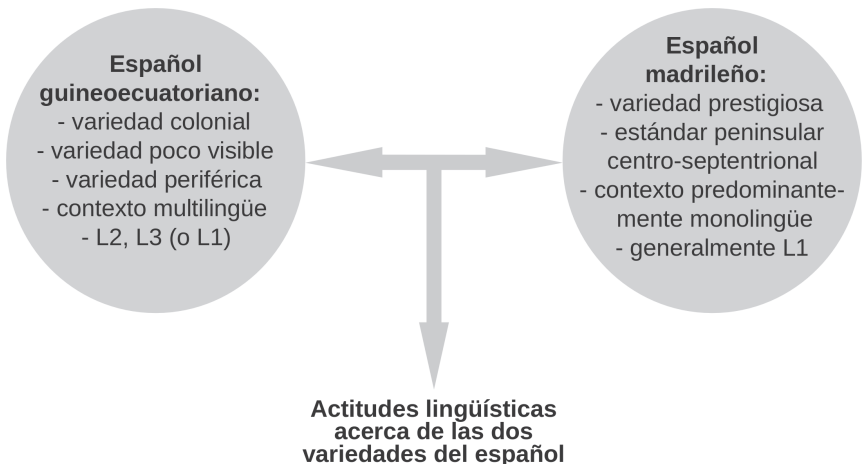 Español
guineoecuatoriano:
- variedad colonial
- variedad poco visible
- variedad periférica
- contexto multilingüe
- L2, L3 (o L1)
Español
madrileño:
- variedad prestigiosa
- estándar peninsular
centro-septentrional
- contexto predominante-
mente monolingüe
- generalmente L1
Actitudes lingüísticas
acerca de las dos
variedades del español